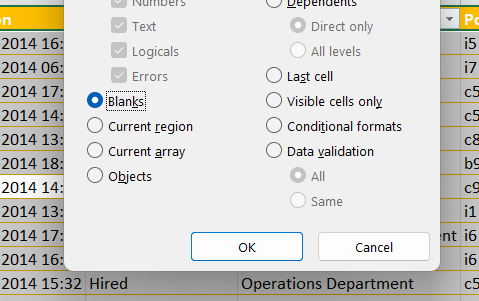 on
Numbers
Dependents
Po
2014 16:
Text
Direct only
i5
2014 06:
Logicals
All levels
i7
2014 17:
Errors
Last cell
c5
2014 14:
Blanks
Visible cells only
c5
2014 13:
Current region
Conditional formats
c8
2014 18:
Current array
Data validation
b9
2014 14:
Objects
All
c9
2014 13:
Same
i1
2014 17:
OK
Cancel
ent
i6
2014 16:
i6
2014 15:32
Hired
Operations Department
c5